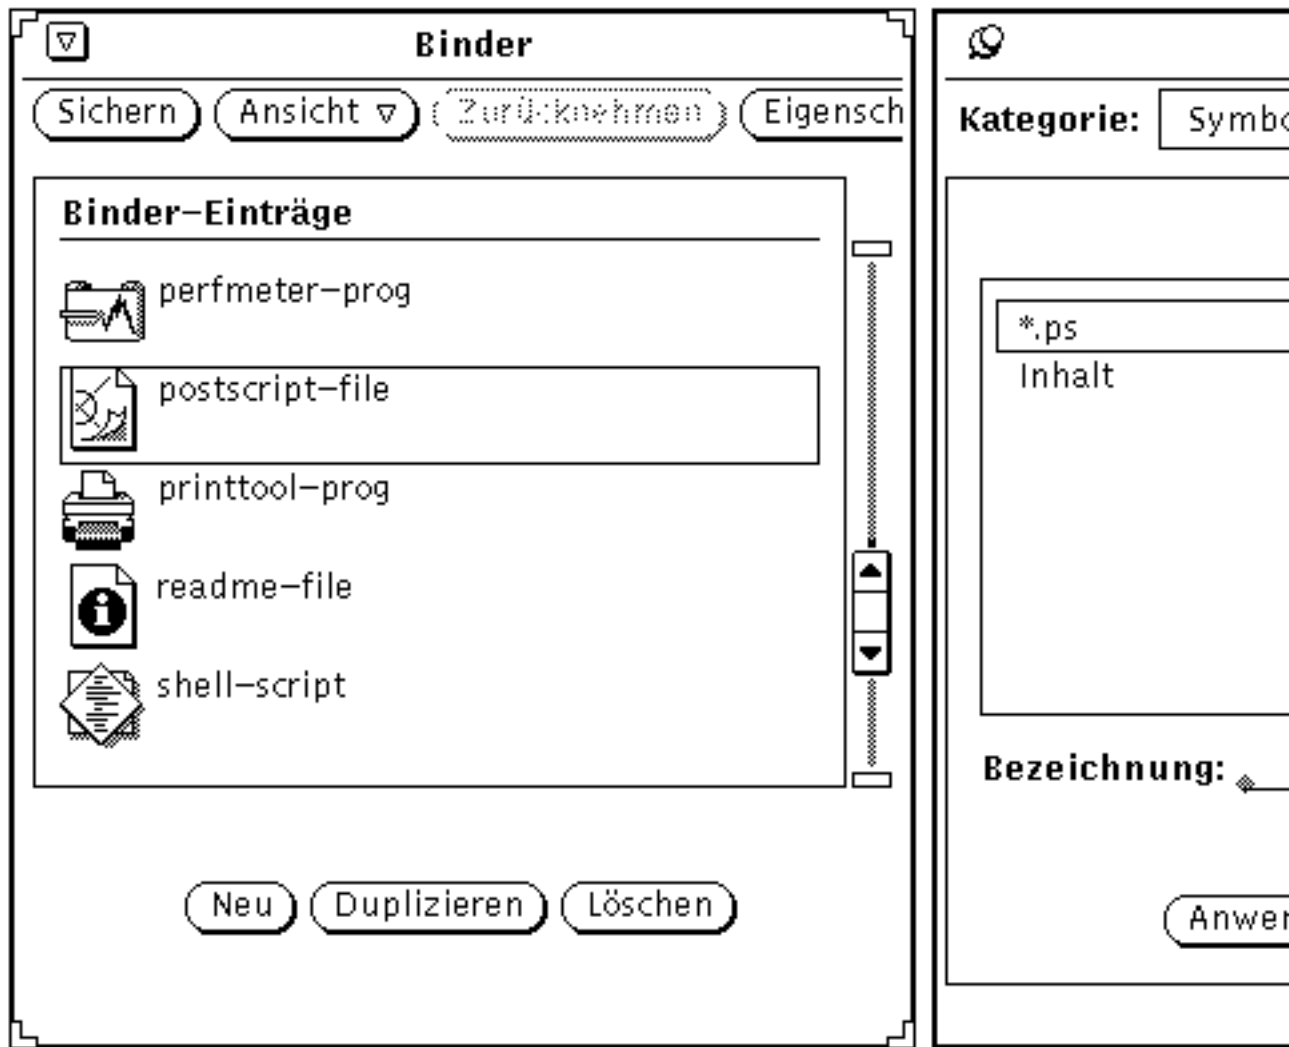 Binder
Sichern Ansicht Zurücknehmen Eigensch
Binder-Einträge
perfmeter-prog
postscript-file
printtool-prog
readme-file
shell-script
Neu Duplizieren Löschen
Kategorie: Symbo
*.ps
Inhalt
Bezeichnung:
Anwen